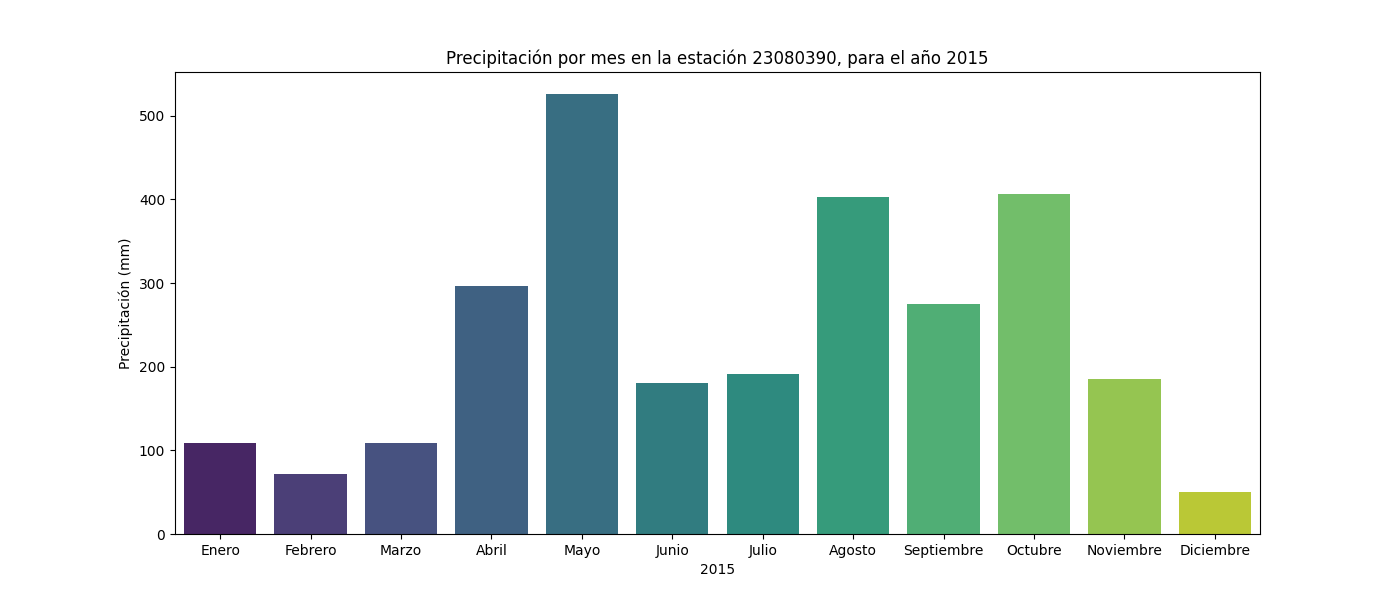 Precipitación por mes en la estación 23080390, para el año 2015
Precipitación (mm)
500
400
300
200
100
0
Enero Febrero Marzo Abril Mayo Junio Julio Agosto Septiembre Octubre Noviembre Diciembre
2015